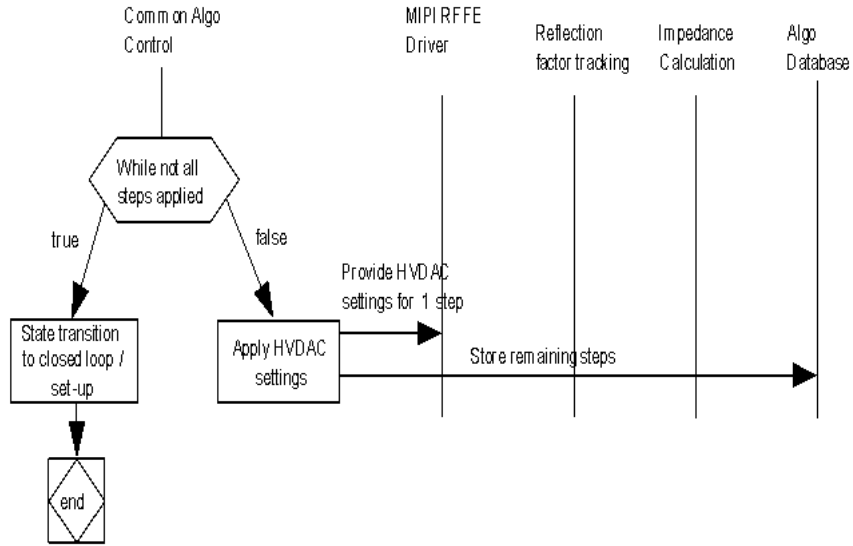 Common Algo
Control
MIPI RFFE
Driver
Reflection
factor tracking
Impedance
Calculation
Algo
Database
While not all
steps applied
true
false
Provide HVDAC
settings for 1 step
State transition
to closed loop /
set-up
Apply HVDAC
settings
Store remaining steps
end